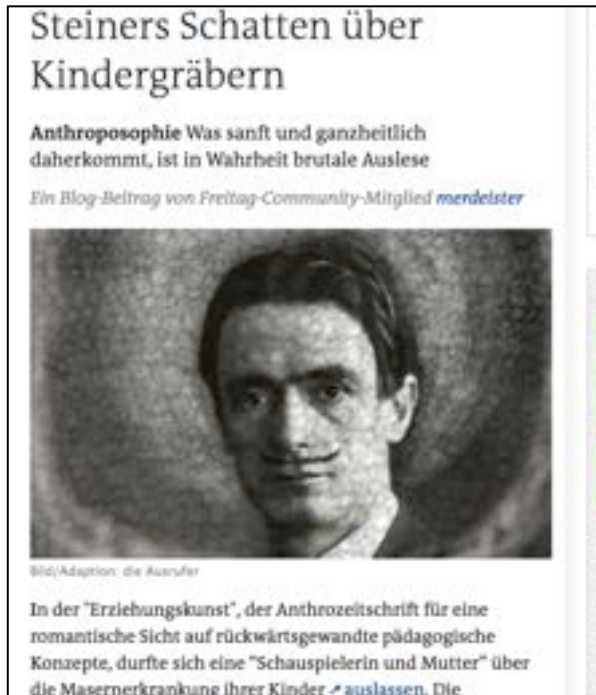 Steiners Schatten über
Kindergräbern
Anthroposophie Was sanft und ganzheitlich
daherkommt, ist in Wahrheit brutale Auslese
Ein Blog-Beitrag von Freitag-Community-Mitglied merdeister
Bild/Adaption: die Ausrufer
In der "Erziehungskunst", der Anthrozeitschrift für eine
romantische Sicht auf rückwärtsgewandte pädagogische
Konzepte, durfte sich eine "Schauspielerin und Mutter" über
die Masernerkrankung ihrer Kinder ↗ auslassen. Die